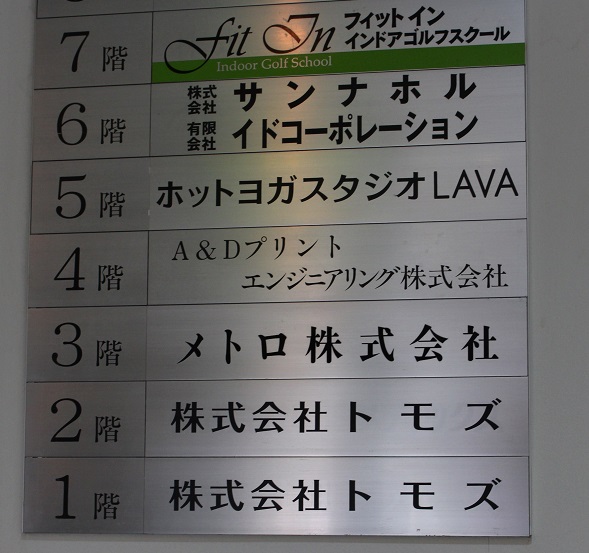 7階
Fit In
Indoor Golf School
フィット イン
インドアゴルフスクール
6階
株式会社 サンナホル
有限会社 イドコーポレーション
5階
ホットヨガスタジオLAVA
4階
A&Dプリント
エンジニアリング株式会社
3階
メトロ株式会社
2階
株式会社トモズ
1階
株式会社トモズ